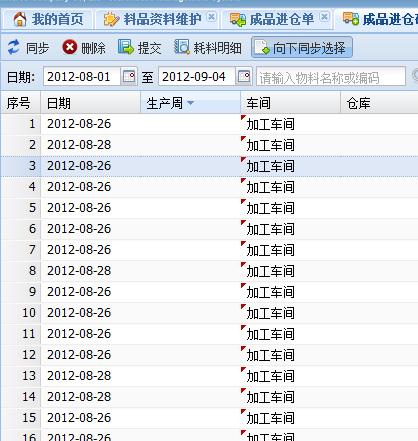 我的首页 料品资料维护 成品进仓单 成品进仓
同步 删除 提交 耗料明细 向下同步选择
日期: 2012-08-01 至 2012-09-04 请输入物料名称或编码
序号 日期 生产周 车间 仓库
1 2012-08-26 加工车间
2 2012-08-28 加工车间
3 2012-08-26 加工车间
4 2012-08-26 加工车间
5 2012-08-26 加工车间
6 2012-08-26 加工车间
7 2012-08-26 加工车间
8 2012-08-28 加工车间
9 2012-08-26 加工车间
10 2012-08-26 加工车间
11 2012-08-26 加工车间
12 2012-08-26 加工车间
13 2012-08-28 加工车间
14 2012-08-28 加工车间
15 2012-08-26 加工车间
16 2012-08-26 加工车间